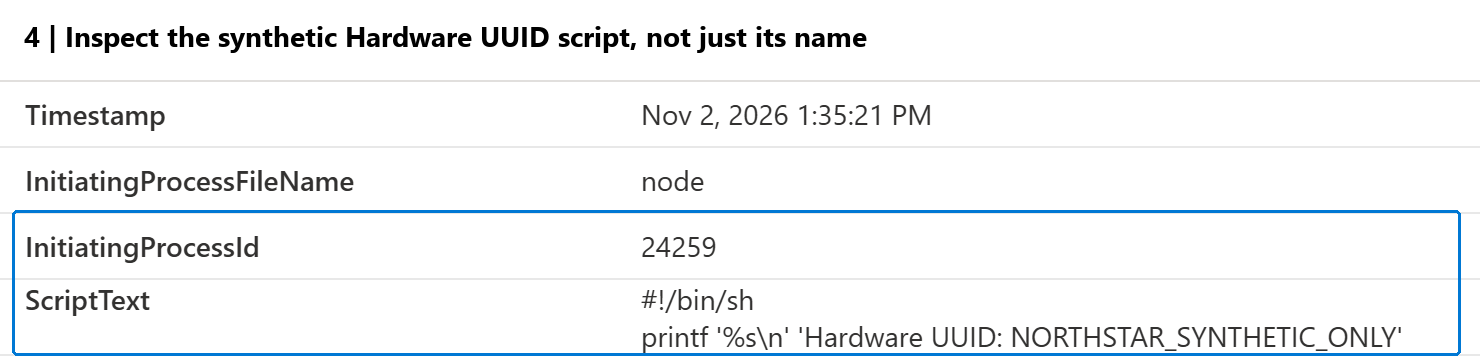 4 | Inspect the synthetic Hardware UUID script, not just its name
Timestamp Nov 2, 2026 1:35:21 PM
InitiatingProcessFileName node
InitiatingProcessId 24259
ScriptText #!/bin/sh
printf '%s\n' 'Hardware UUID: NORTHSTAR_SYNTHETIC_ONLY'